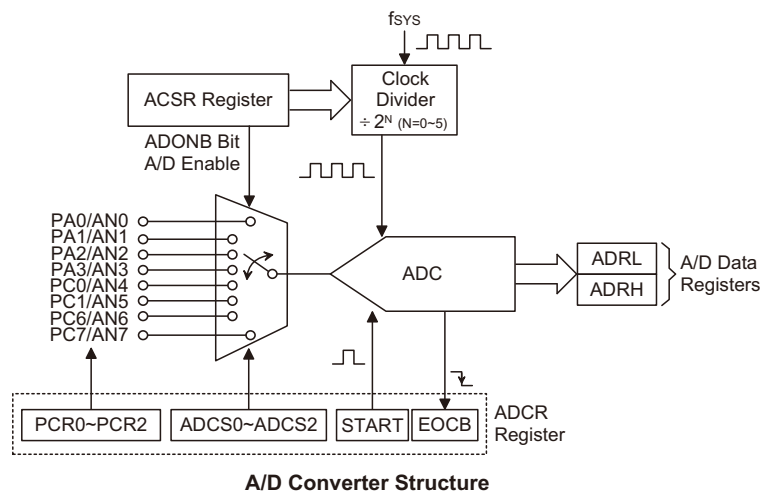 fSYS
Clock
Divider
÷ 2^N (N=0~5)
ACSR Register
ADONB Bit
A/D Enable
PA0/AN0
PA1/AN1
PA2/AN2
PA3/AN3
PC0/AN4
PC1/AN5
PC6/AN6
PC7/AN7
ADC
ADRL
ADRH
A/D Data
Registers
PCR0~PCR2
ADCS0~ADCS2
START
EOCB
ADCR
Register
A/D Converter Structure